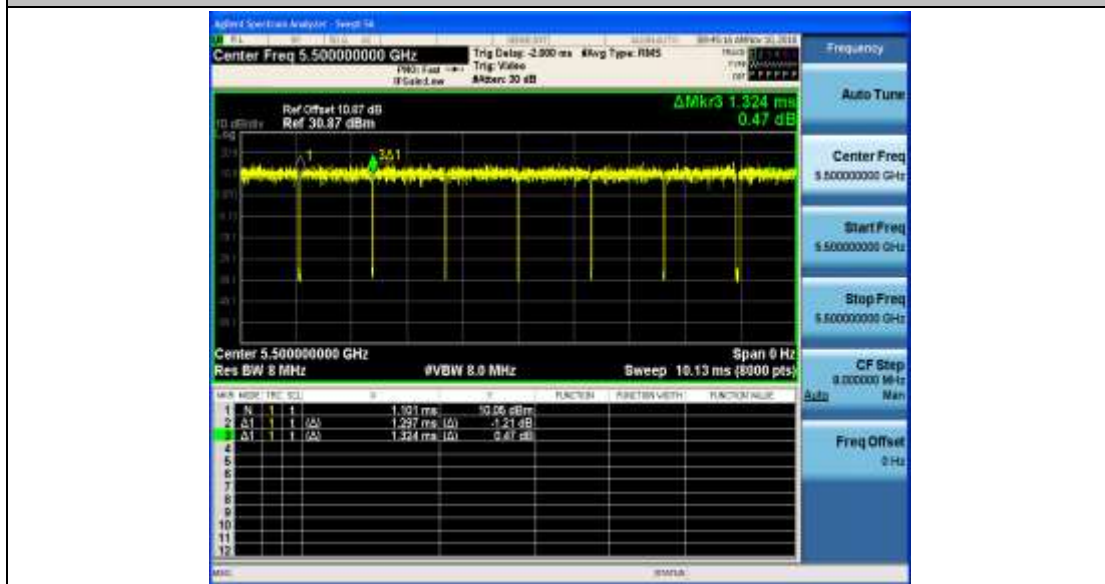 Agilent Spectrum Analyzer - Swept SA
Center Freq 5.500000000 GHz
PNO: Fast
IFGain:Low
Trig Delay: -2.000 ms
Trig: Video
#Atten: 30 dB
#Avg Type: RMS
Frequency
Auto Tune
Ref Offset 10.87 dB
10 dB/div Ref 30.87 dBm
Log
ΔMkr3 1.324 ms
0.47 dB
1
3Δ1
Center Freq
5.500000000 GHz
Start Freq
5.500000000 GHz
Stop Freq
5.500000000 GHz
Center 5.500000000 GHz
Span 0 Hz
Res BW 8 MHz
#VBW 8.0 MHz
Sweep 10.13 ms (8000 pts)
CF Step
8.000000 MHz
Auto Man
MKR MODE TRC SCL X Y FUNCTION FUNCTION WIDTH FUNCTION VALUE
1 N 1 t 1.101 ms 10.05 dBm
2 Δ1 1 t (Δ) 1.297 ms (Δ) -1.21 dB
3 Δ1 1 t (Δ) 1.324 ms (Δ) 0.47 dB
4
5
6
7
8
9
10
11
12
Freq Offset
0 Hz
MSG
STATUS